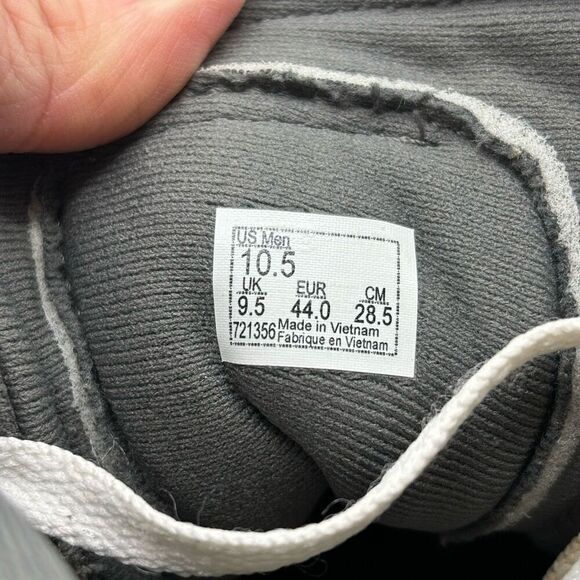 US Men
10.5
UK EUR CM
9.5 44.0 28.5
721356 Made in Vietnam
Fabrique en Vietnam